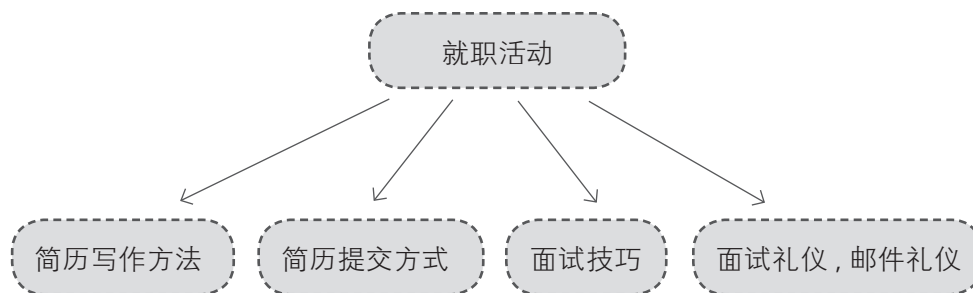 就职活动
简历写作方法
简历提交方式
面试技巧
面试礼仪 , 邮件礼仪